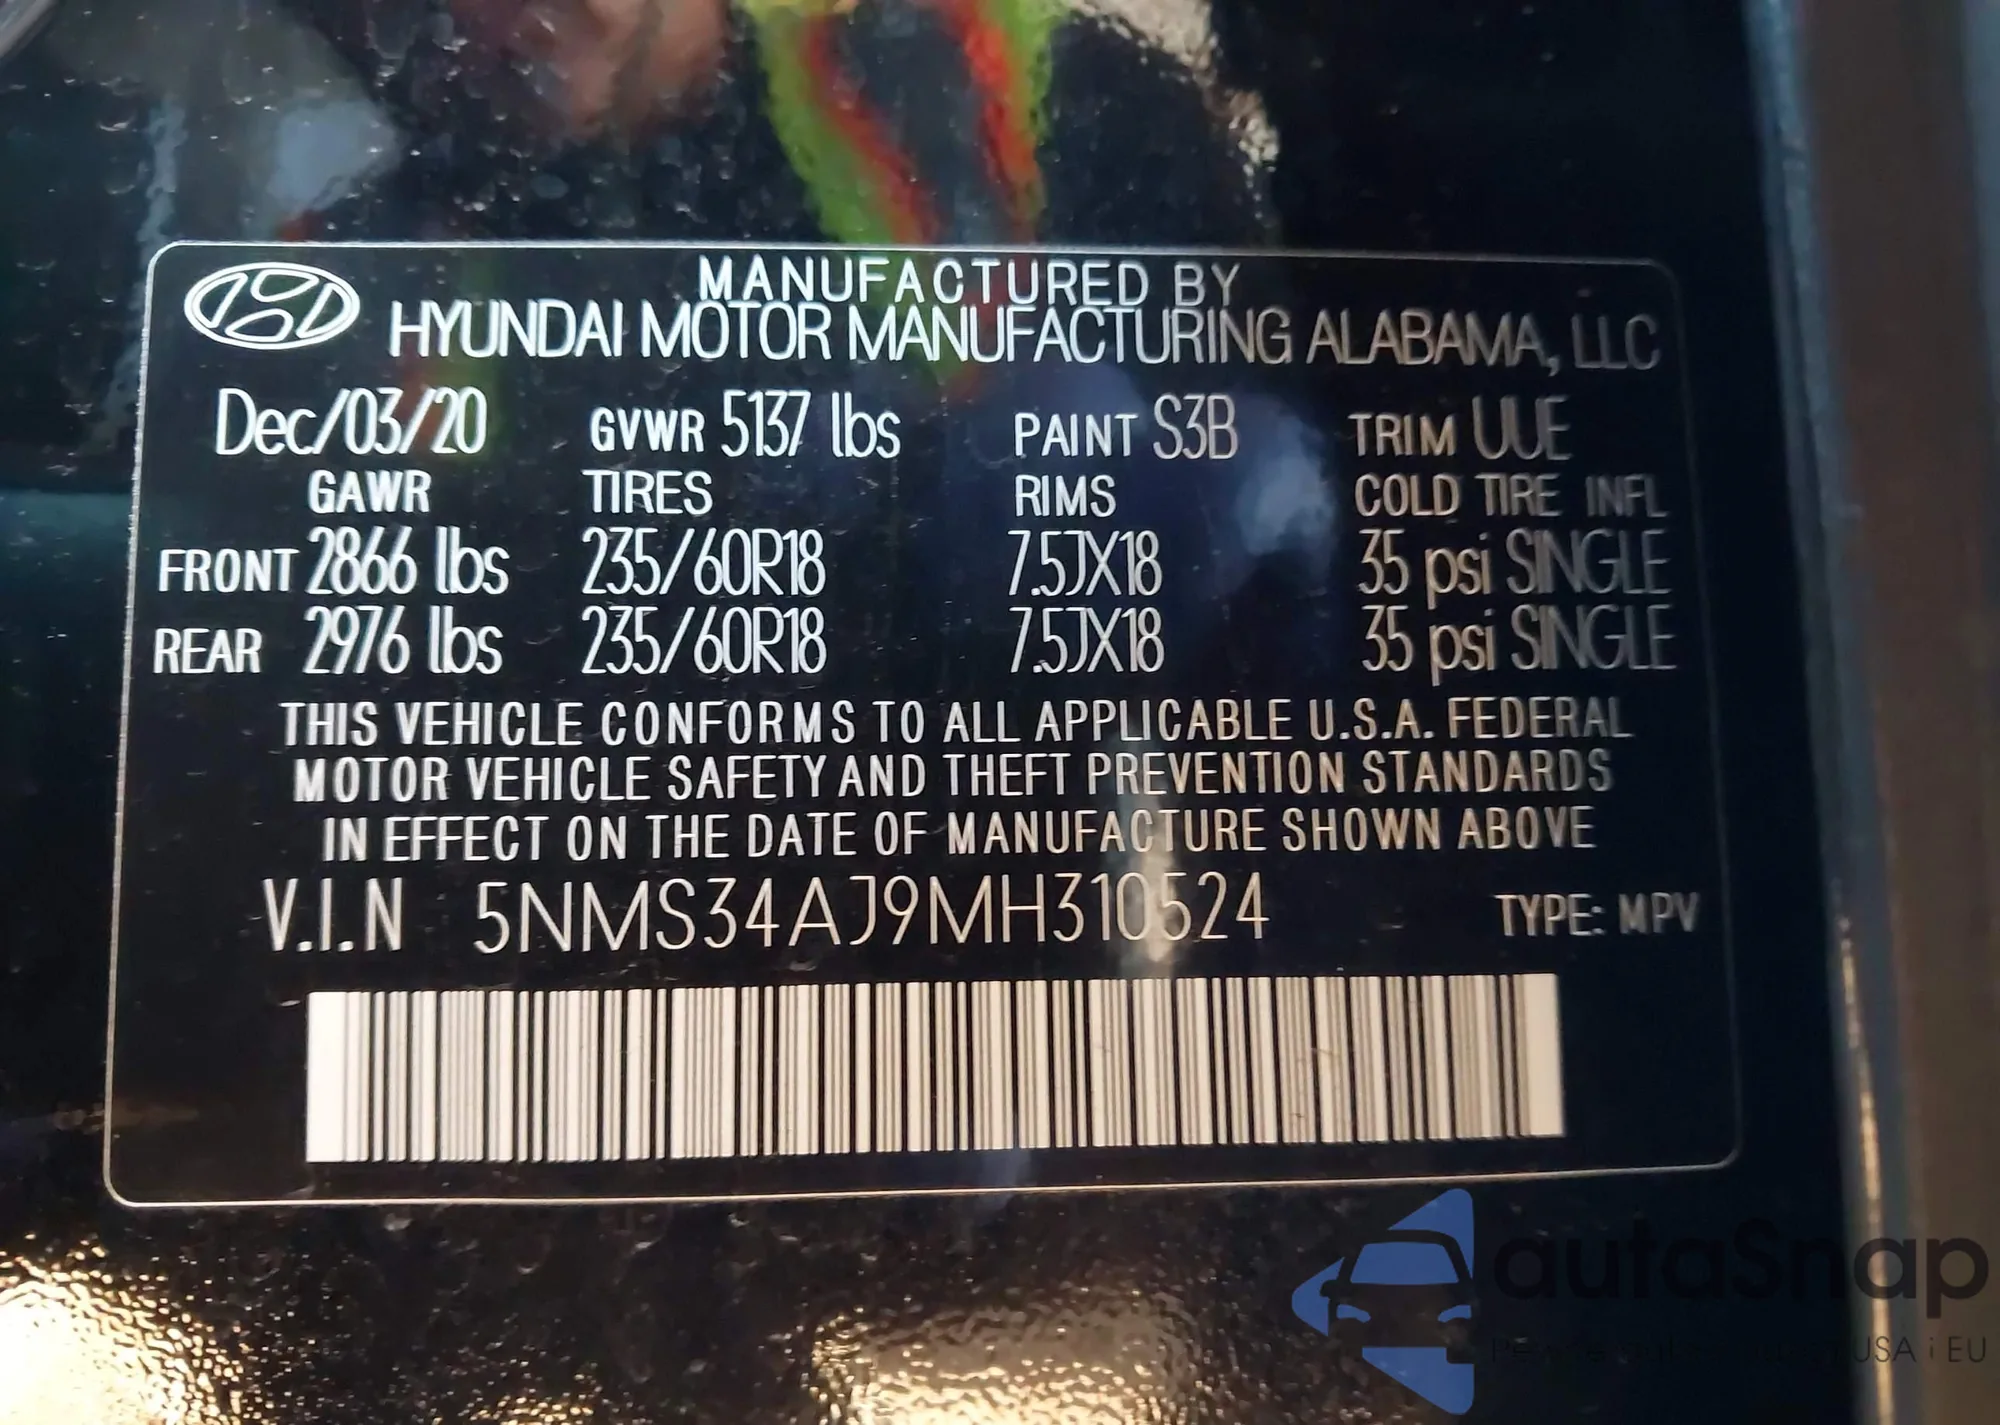 MANUFACTURED BY
HYUNDAI MOTOR MANUFACTURING ALABAMA, LLC
Dec/03/20 GVWR 5137 lbs PAINT S3B TRIM UUE
GAWR TIRES RIMS COLD TIRE INFL
FRONT 2866 lbs 235/60R18 7.5JX18 35 psi SINGLE
REAR 2976 lbs 235/60R18 7.5JX18 35 psi SINGLE
THIS VEHICLE CONFORMS TO ALL APPLICABLE U.S.A. FEDERAL
MOTOR VEHICLE SAFETY AND THEFT PREVENTION STANDARDS
IN EFFECT ON THE DATE OF MANUFACTURE SHOWN ABOVE
V.I.N 5NMS34AJ9MH310524 TYPE: MPV
autaSnap
USA i EU